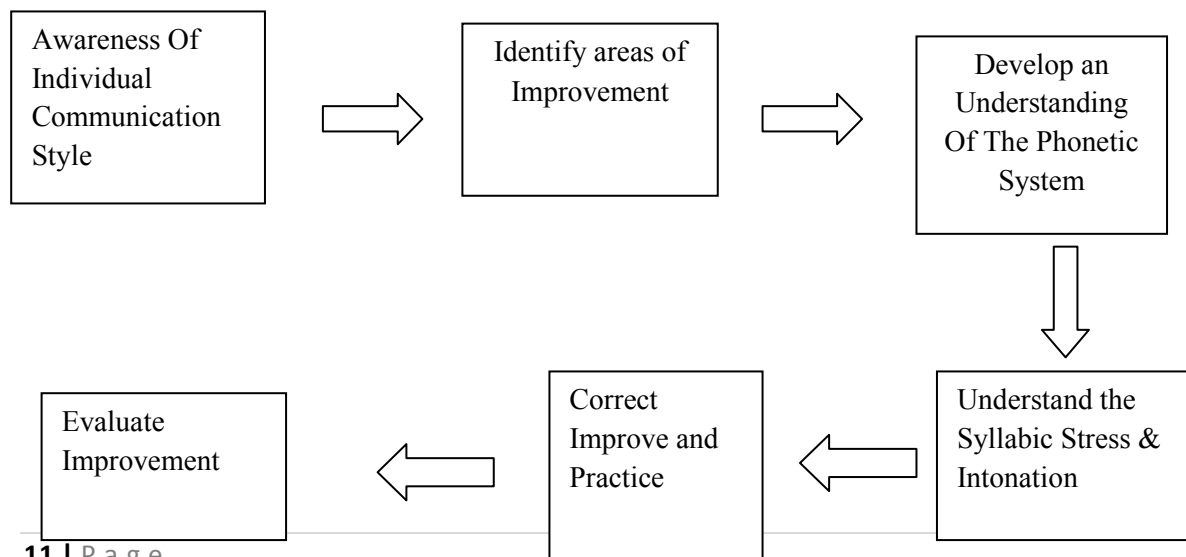 Awareness Of
Individual
Communication
Style
Identify areas of
Improvement
Develop an
Understanding
Of The Phonetic
System
Understand the
Syllabic Stress &
Intonation
Correct
Improve and
Practice
Evaluate
Improvement
11 | Page